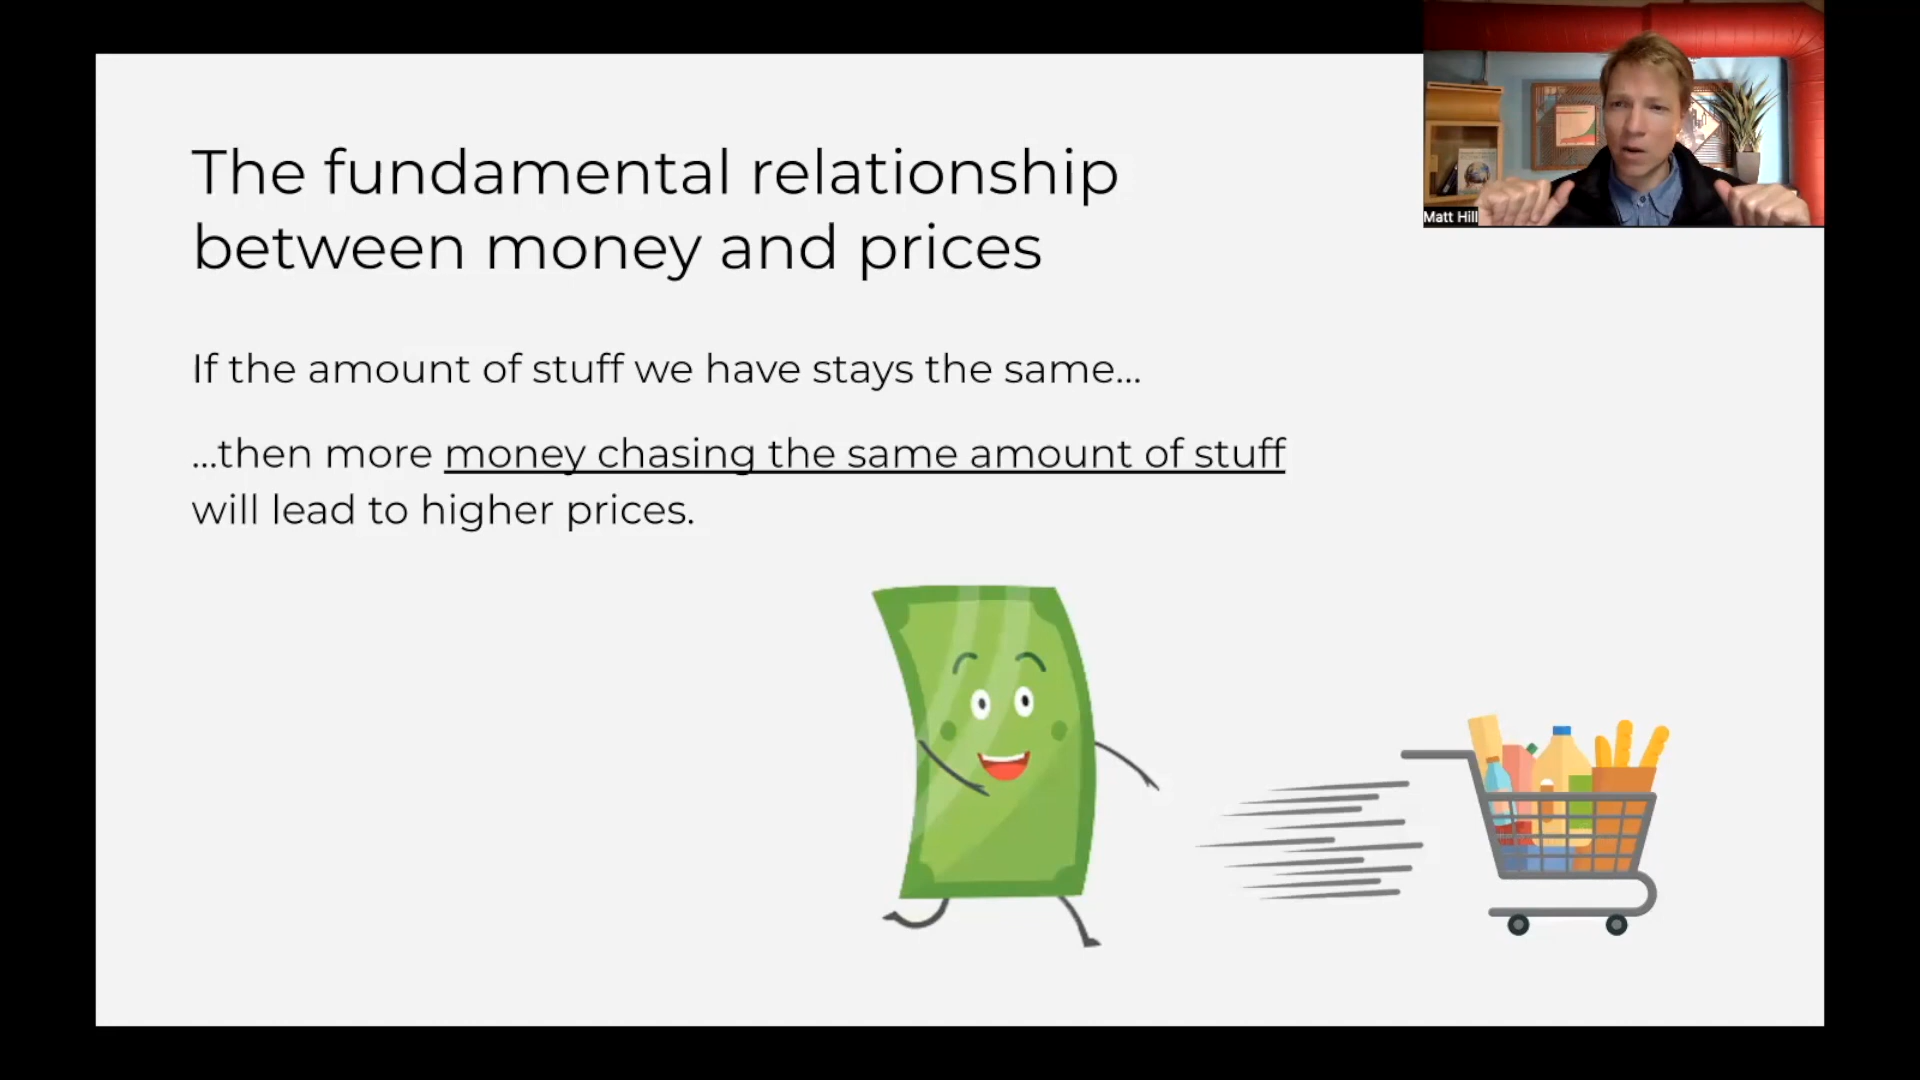 The fundamental relationship
between money and prices
If the amount of stuff we have stays the same...
...then more money chasing the same amount of stuff
will lead to higher prices.
Matt Hill